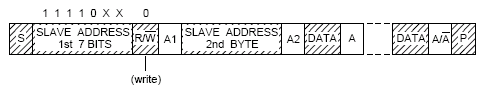 1 1 1 1 0 X X 0
S SLAVE ADDRESS 1st 7 BITS R/W̅ A1 SLAVE ADDRESS 2nd BYTE A2 DATA A DATA A/A̅ P
(write)